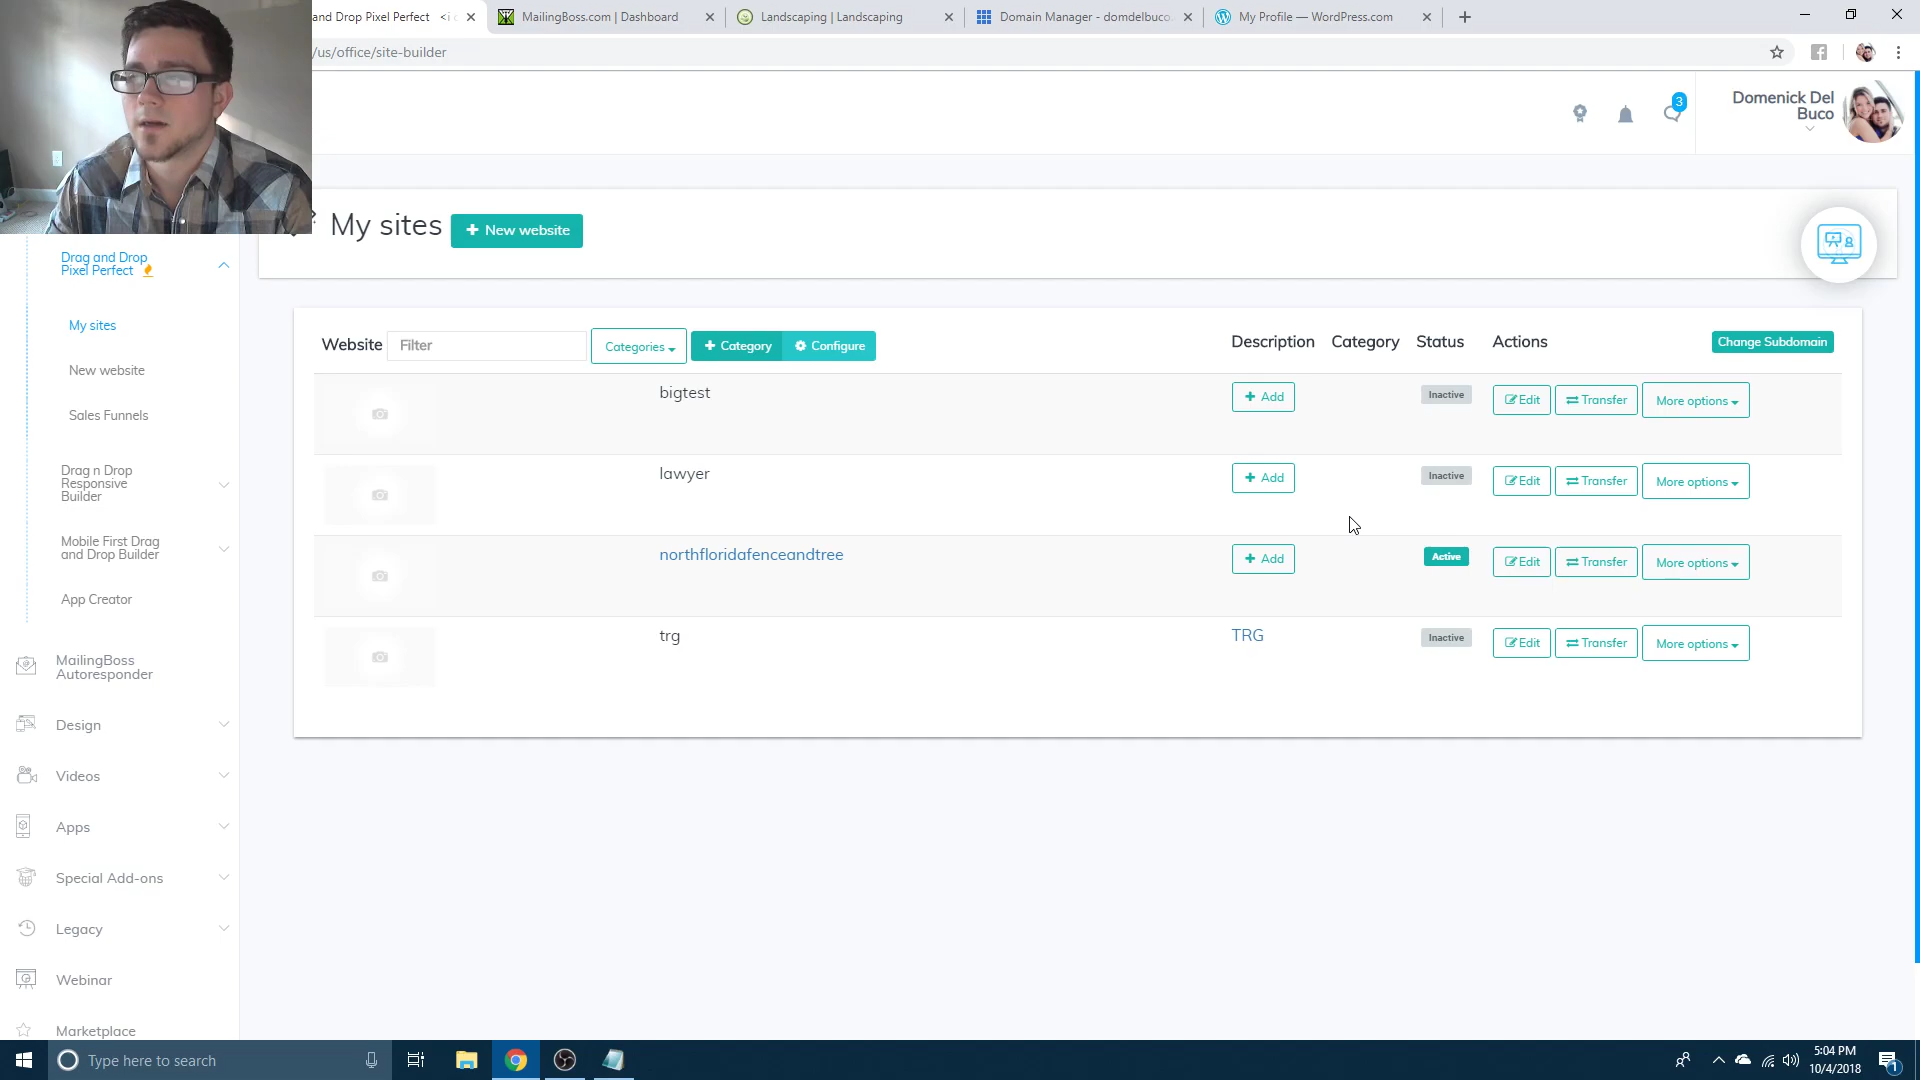 and Drop Pixel Perfect <i c
MailingBoss.com | Dashboard
Landscaping | Landscaping
Domain Manager - domdelbuco.
My Profile — WordPress.com
/us/office/site-builder
3
Domenick Del
Buco
My sites
New website
Drag and Drop
Pixel Perfect
My sites
New website
Sales Funnels
Drag n Drop
Responsive
Builder
Mobile First Drag
and Drop Builder
App Creator
MailingBoss
Autoresponder
Design
Videos
Apps
Special Add-ons
Legacy
Webinar
Marketplace
Website Filter Categories Category Configure Description Category Status Actions Change Subdomain
bigtest Add Inactive Edit Transfer More options
lawyer Add Inactive Edit Transfer More options
northfloridafenceandtree Add Active Edit Transfer More options
trg TRG Inactive Edit Transfer More options
Type here to search
5:04 PM
10/4/2018
1